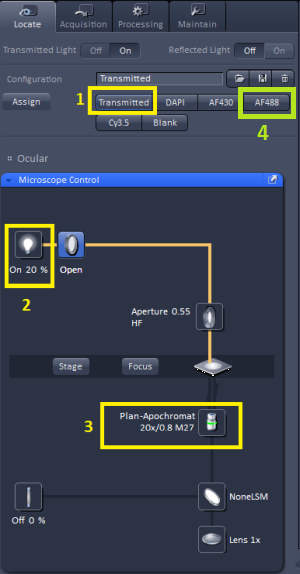 Locate Acquisition Processing Maintain
Transmitted Light Off On Reflected Light Off On
Configuration Transmitted
Assign 1 Transmitted DAPI AF430 AF488
Cy3.5 Blank 4
Ocular
Microscope Control
On 20 % Open
2
Aperture 0.55
HF
Stage Focus
3 Plan-Apochromat
20x/0.8 M27
Off 0 % NoneLSM
Lens 1x